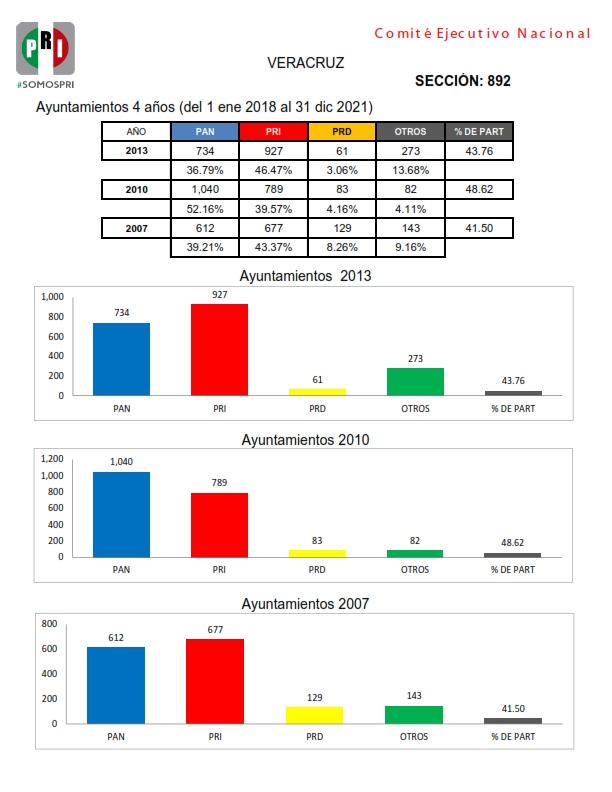 Comité Ejecutivo Nacional
PRI
#SOMOSPRI
VERACRUZ
SECCIÓN: 892
Ayuntamientos 4 años (del 1 ene 2018 al 31 dic 2021)
AÑO PAN PRI PRD OTROS % DE PART
2013 734 927 61 273 43.76
36.79% 46.47% 3.06% 13.68%
2010 1,040 789 83 82 48.62
52.16% 39.57% 4.16% 4.11%
2007 612 677 129 143 41.50
39.21% 43.37% 8.26% 9.16%
Ayuntamientos 2013
1,000
800
600
400
200
0
734 927 61 273 43.76
PAN PRI PRD OTROS % DE PART
Ayuntamientos 2010
1,200
1,000
800
600
400
200
0
1,040 789 83 82 48.62
PAN PRI PRD OTROS % DE PART
Ayuntamientos 2007
800
600
400
200
0
612 677 129 143 41.50
PAN PRI PRD OTROS % DE PART